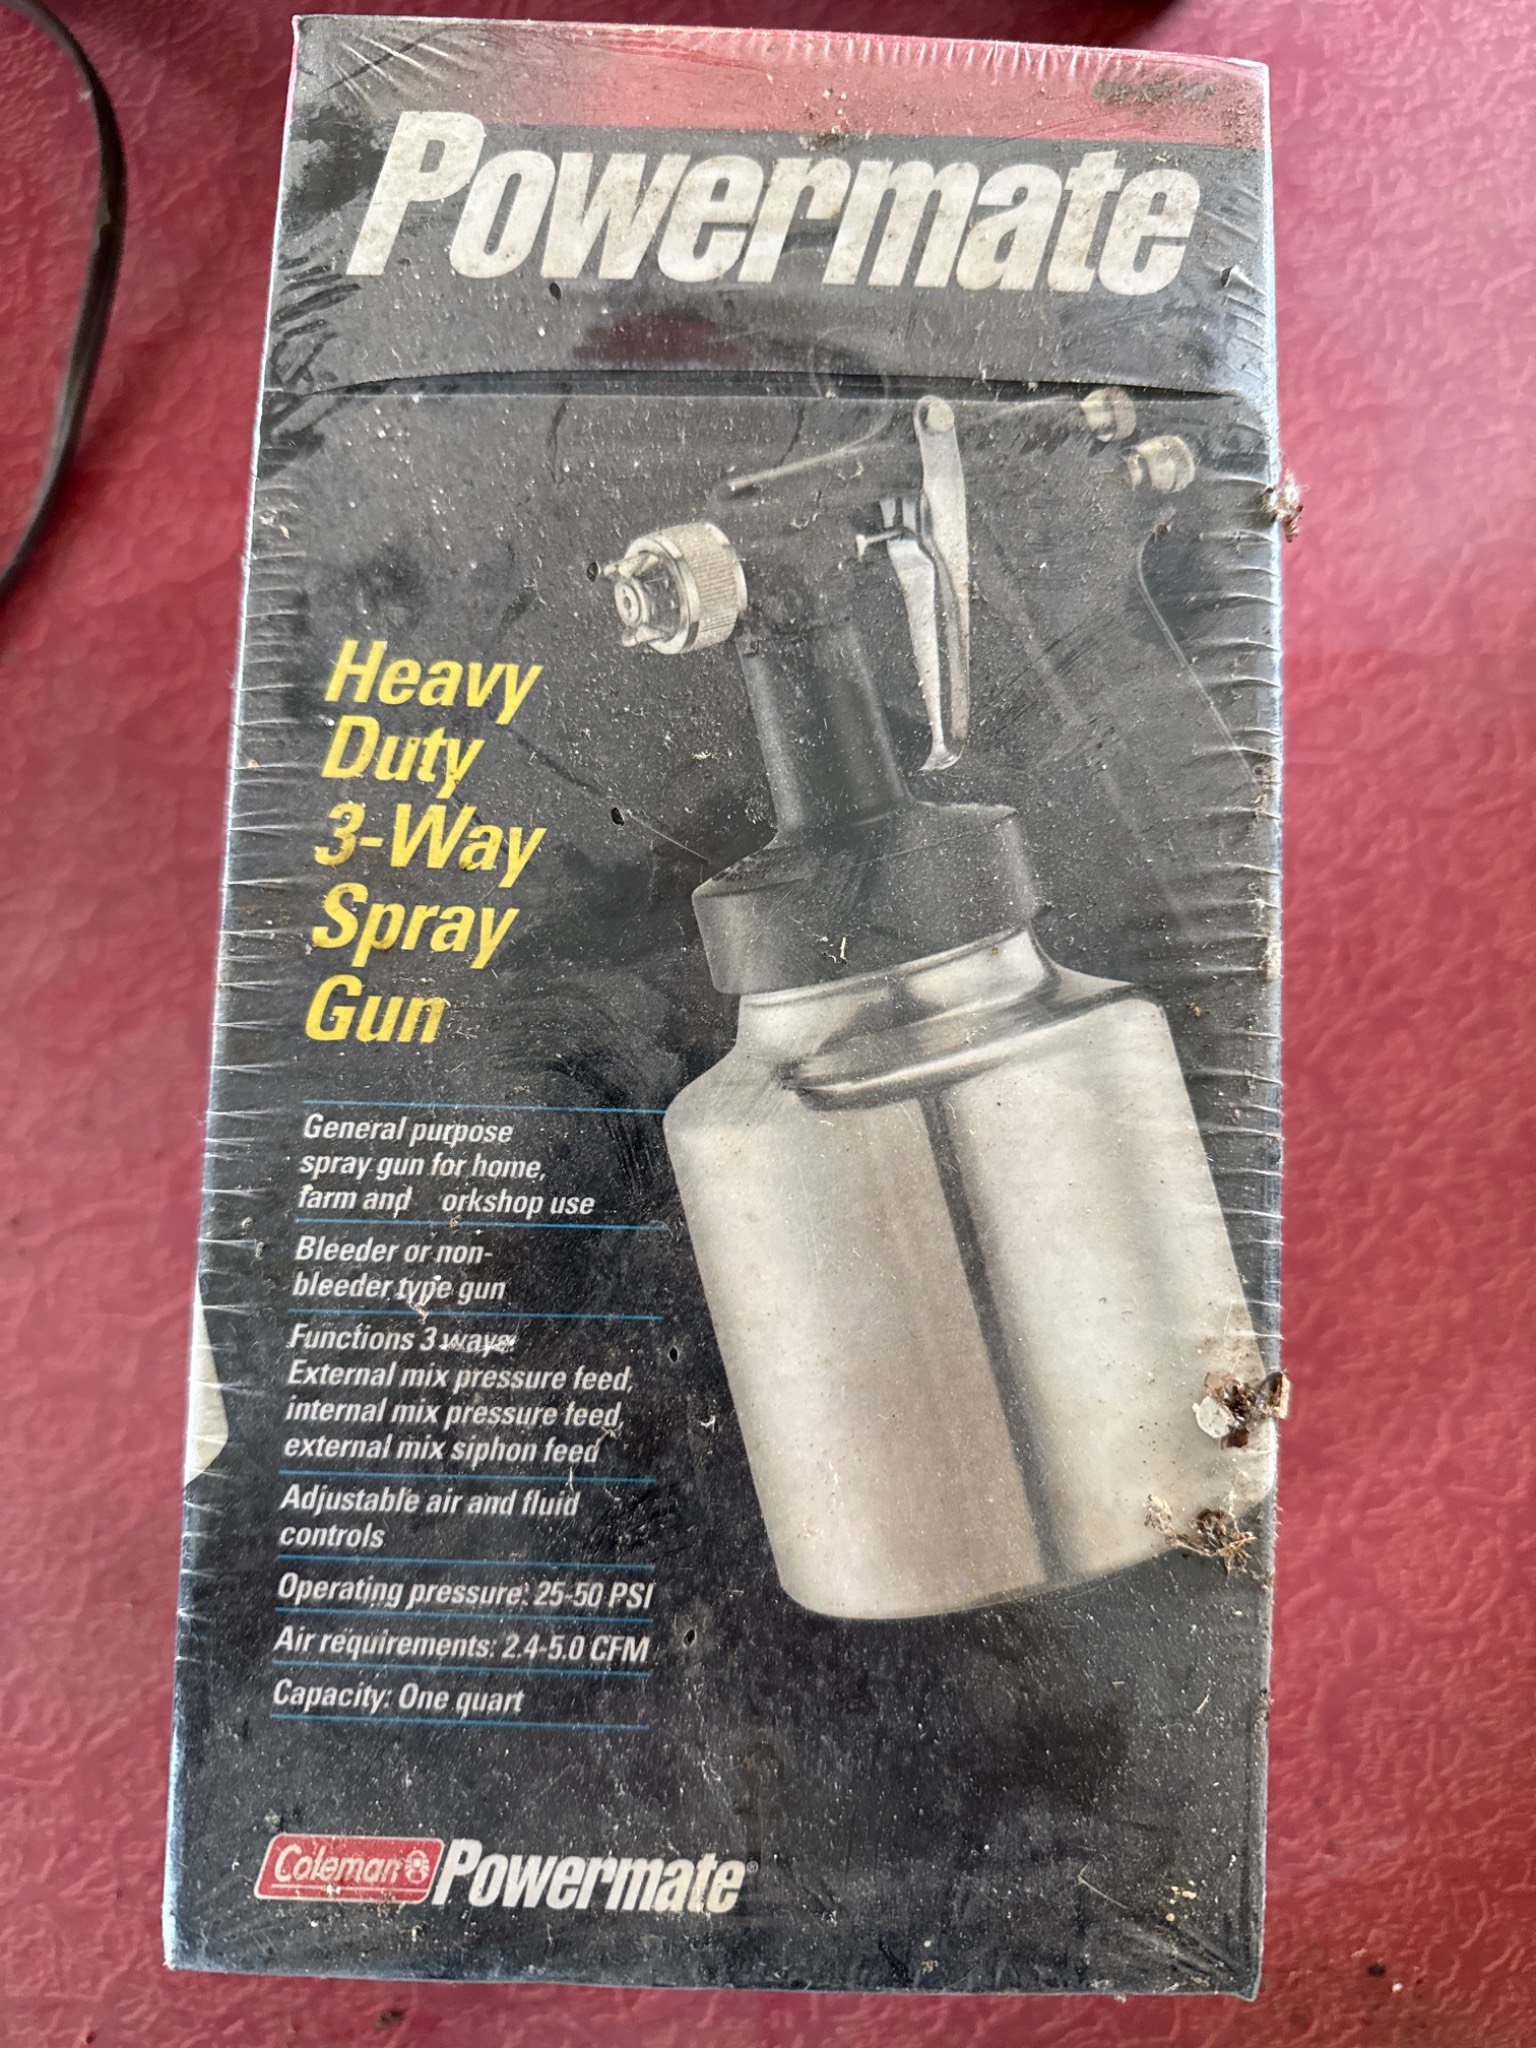 Powermate
Heavy
Duty
3-Way
Spray
Gun
General purpose
spray gun for home,
farm and orkshop use
Bleeder or non-
bleeder type gun
Functions 3 ways:
External mix pressure feed,
internal mix pressure feed,
external mix siphon feed
Adjustable air and fluid
controls
Operating pressure: 25-50 PSI
Air requirements: 2.4-5.0 CFM
Capacity: One quart
Coleman Powermate®